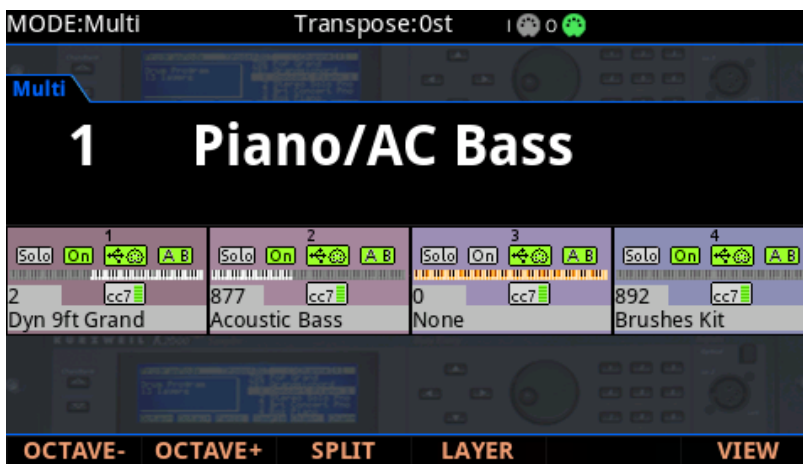 MODE:Multi Transpose:0st I O
Multi
1 Piano/AC Bass
1 2 3 4
Solo On A B Solo On A B Solo On A B Solo On A B
2 cc7 877 cc7 0 cc7 892 cc7
Dyn 9ft Grand Acoustic Bass None Brushes Kit
KURZWEIL
OCTAVE- OCTAVE+ SPLIT LAYER VIEW